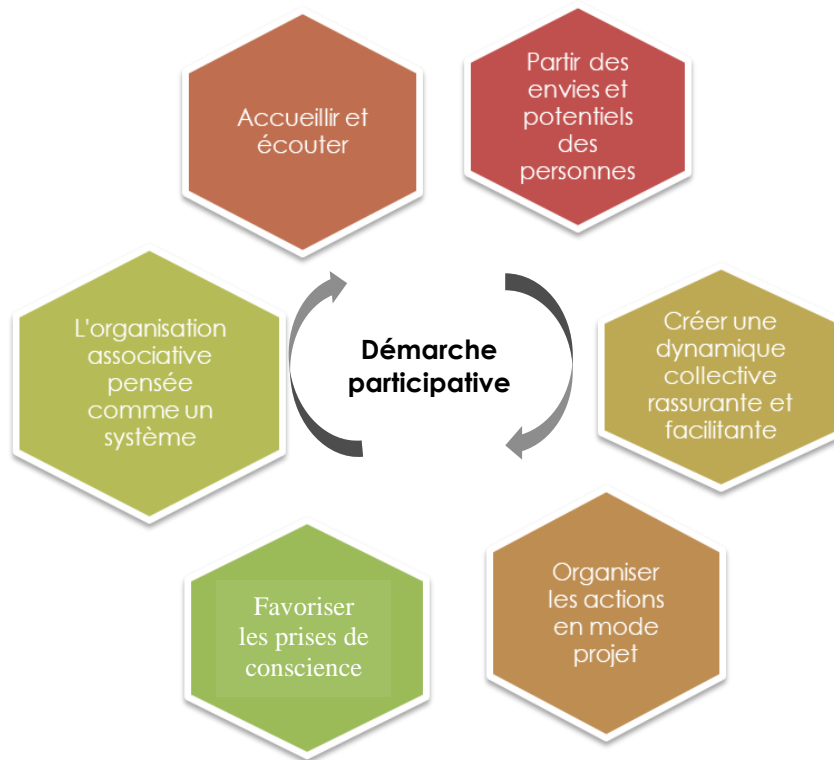 Accueillir et
écouter
Partir des
envies et
potentiels
des
personnes
Créer une
dynamique
collective
rassurante et
facilitante
Organiser
les actions
en mode
projet
Favoriser
les prises de
conscience
L'organisation
associative
pensée
comme un
système
Démarche
participative